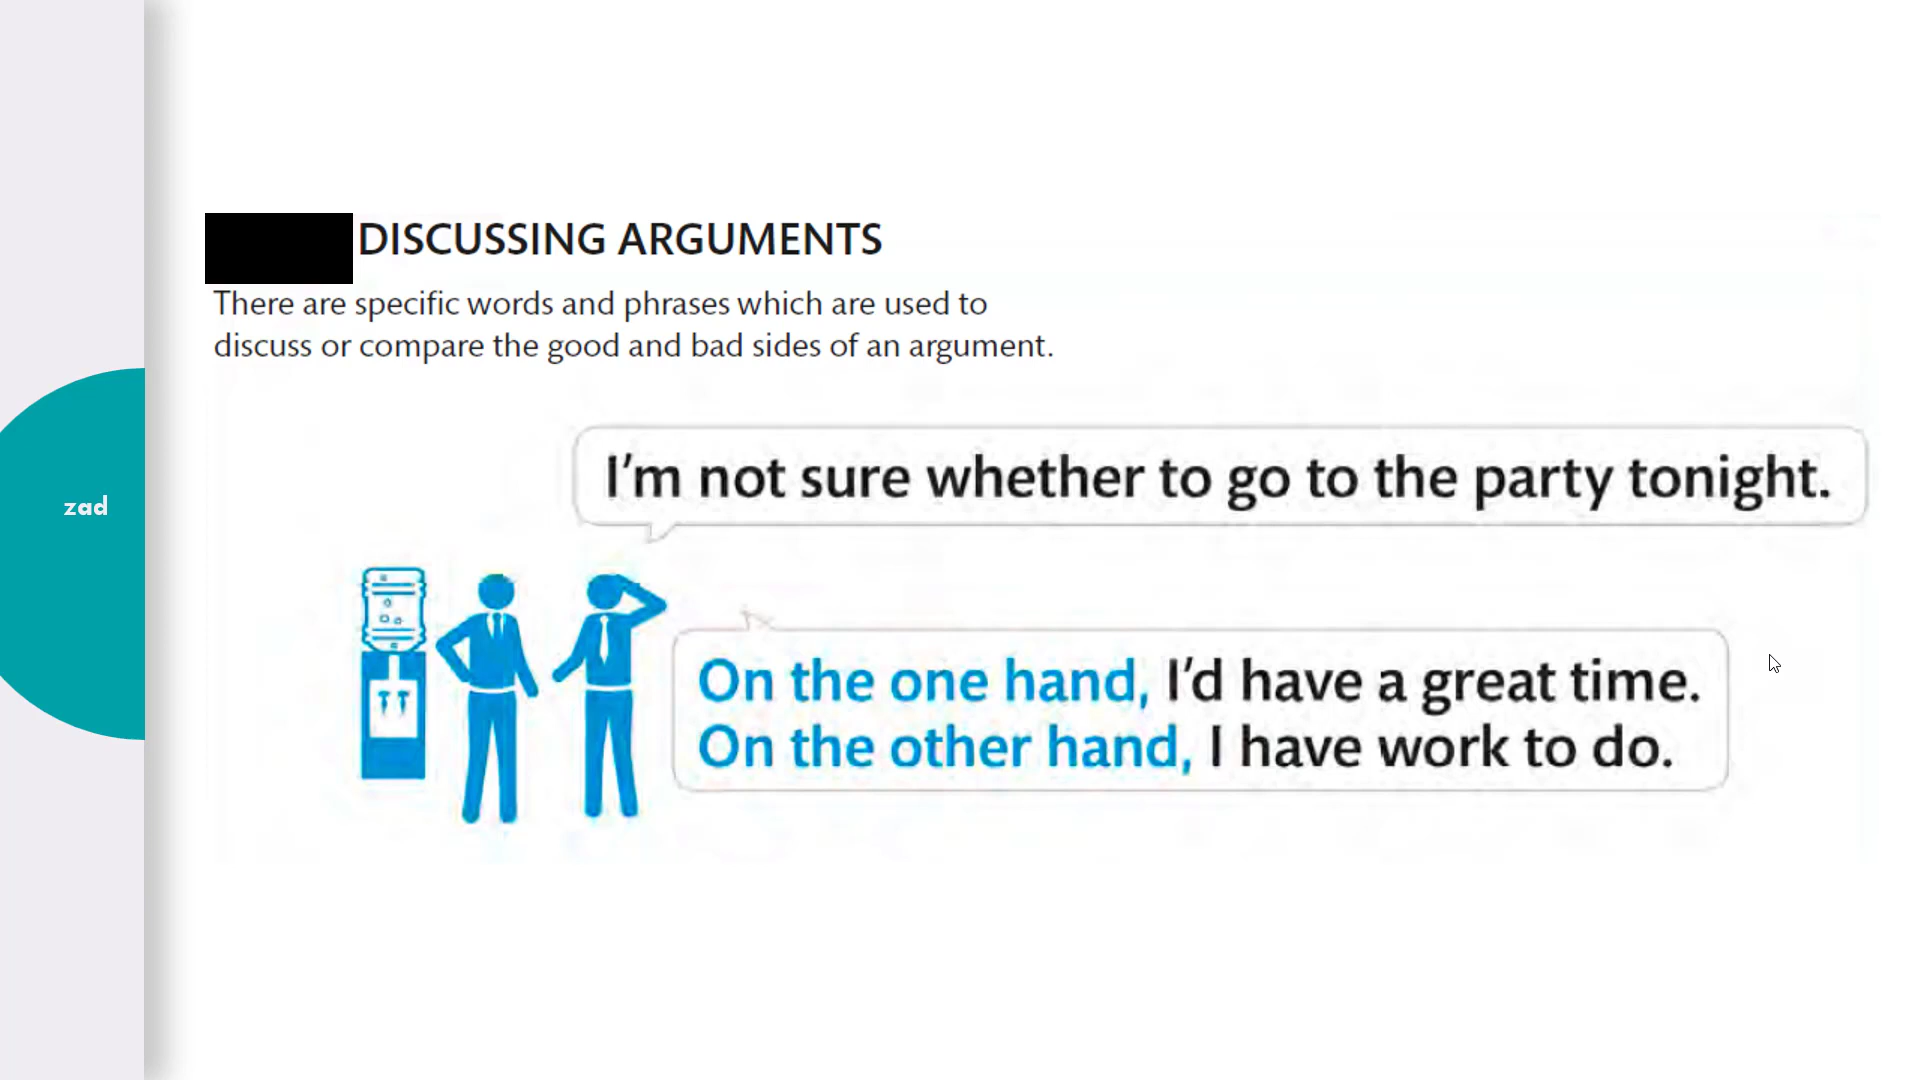 DISCUSSING ARGUMENTS
There are specific words and phrases which are used to
discuss or compare the good and bad sides of an argument.
I'm not sure whether to go to the party tonight.
zad
On the one hand, I'd have a great time.
On the other hand, I have work to do.